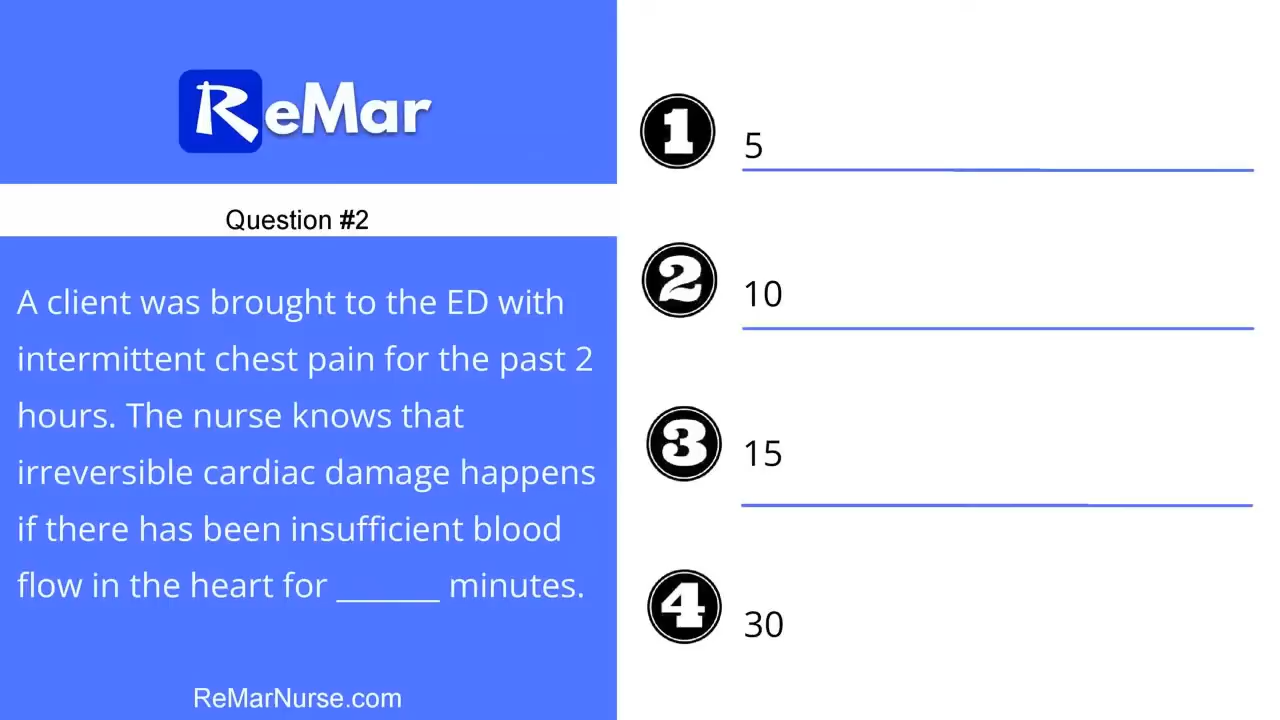 ReMar
Question #2
A client was brought to the ED with
intermittent chest pain for the past 2
hours. The nurse knows that
irreversible cardiac damage happens
if there has been insufficient blood
flow in the heart for ______ minutes.
ReMarNurse.com
1 5
2 10
3 15
4 30